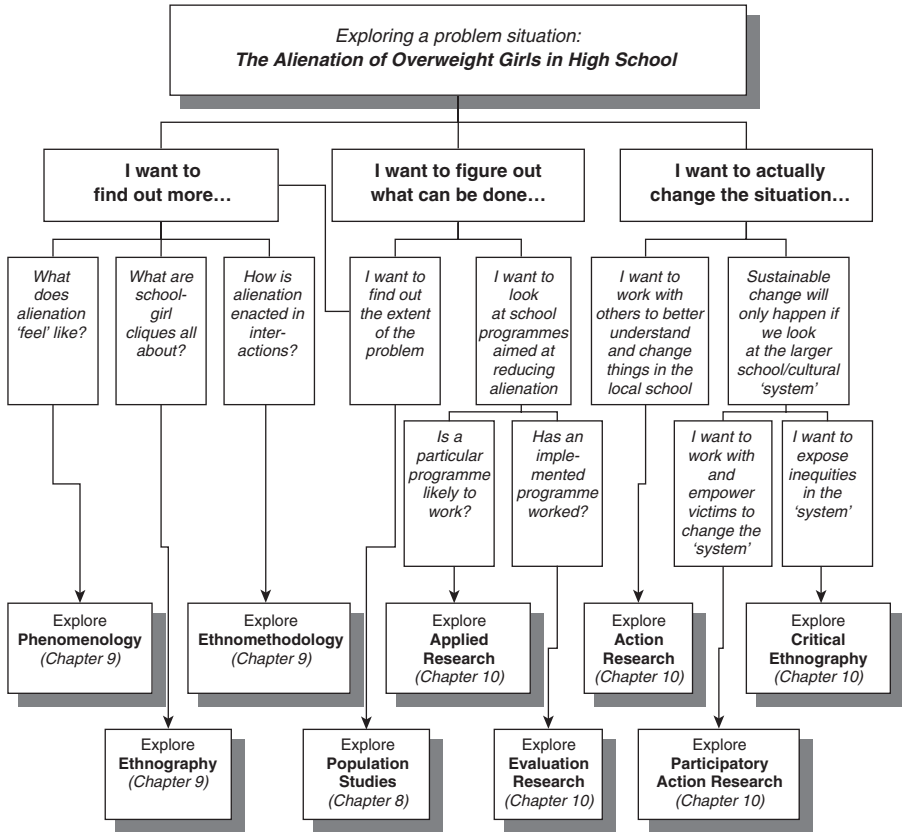 Exploring a problem situation:
The Alienation of Overweight Girls in High School
I want to
find out more…
I want to figure out
what can be done…
I want to actually
change the situation…
What
does
alienation
‘feel’ like?
What are
school-
girl
cliques all
about?
How is
alienation
enacted in
inter-
actions?
I want to
find out
the extent
of the
problem
I want to
look
at school
programmes
aimed at
reducing
alienation
I want to
work with
others to better
understand
and change
things in the
local school
Sustainable
change will
only happen if
we look
at the larger
school/cultural
‘system’
Is a
particular
programme
likely to
work?
Has an
imple-
mented
programme
worked?
I want to
work with
and
empower
victims to
change the
‘system’
I want to
expose
inequities
in the
‘system’
Explore
Phenomenology
(Chapter 9)
Explore
Ethnomethodology
(Chapter 9)
Explore
Applied
Research
(Chapter 10)
Explore
Action
Research
(Chapter 10)
Explore
Critical
Ethnography
(Chapter 10)
Explore
Ethnography
(Chapter 9)
Explore
Population
Studies
(Chapter 8)
Explore
Evaluation
Research
(Chapter 10)
Explore
Participatory
Action Research
(Chapter 10)